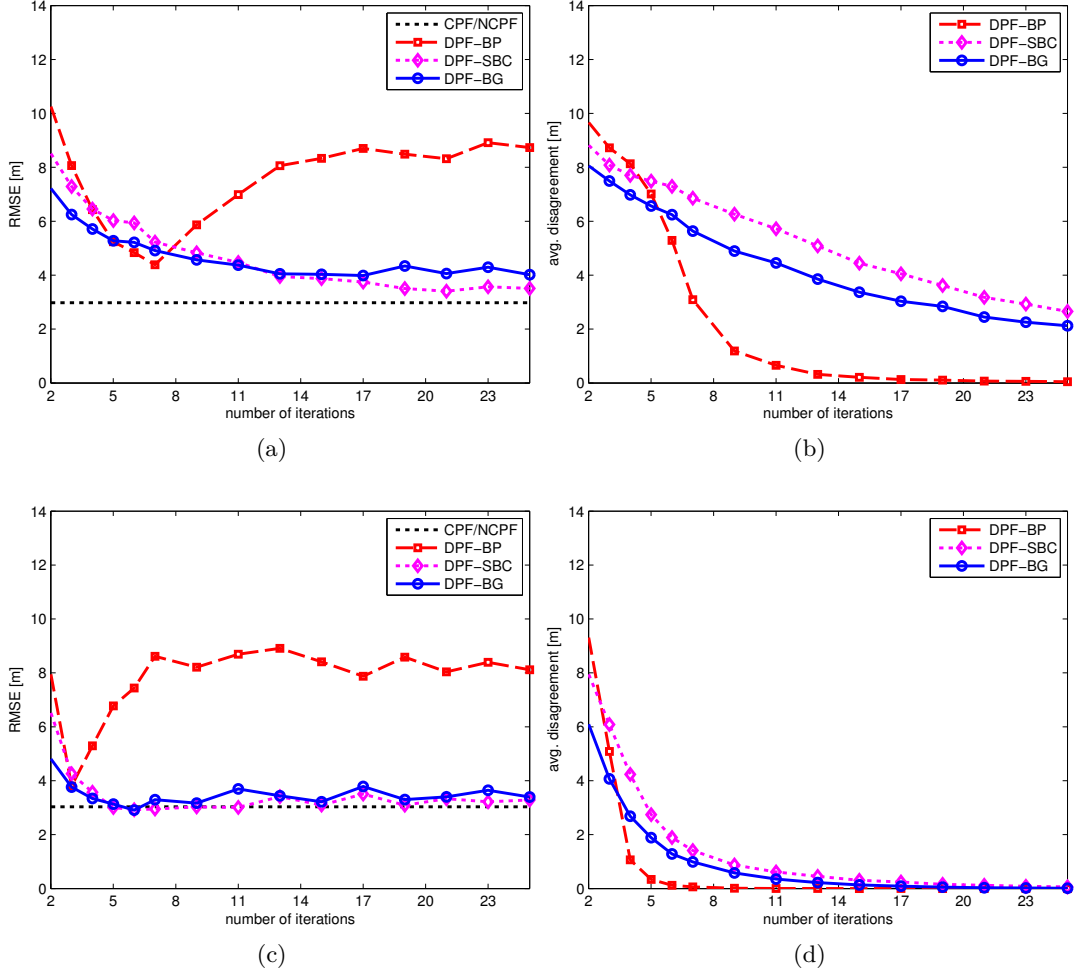 14
12
10
8
6
4
2
0
RMSE [m]
CPF/NCPF
DPF−BP
DPF−SBC
DPF−BG
2 5 8 11 14 17 20 23
number of iterations
(a)
14
12
10
8
6
4
2
0
avg. disagreement [m]
DPF−BP
DPF−SBC
DPF−BG
2 5 8 11 14 17 20 23
number of iterations
(b)
14
12
10
8
6
4
2
0
RMSE [m]
CPF/NCPF
DPF−BP
DPF−SBC
DPF−BG
2 5 8 11 14 17 20 23
number of iterations
(c)
14
12
10
8
6
4
2
0
avg. disagreement [m]
DPF−BP
DPF−SBC
DPF−BG
2 5 8 11 14 17 20 23
number of iterations
(d)